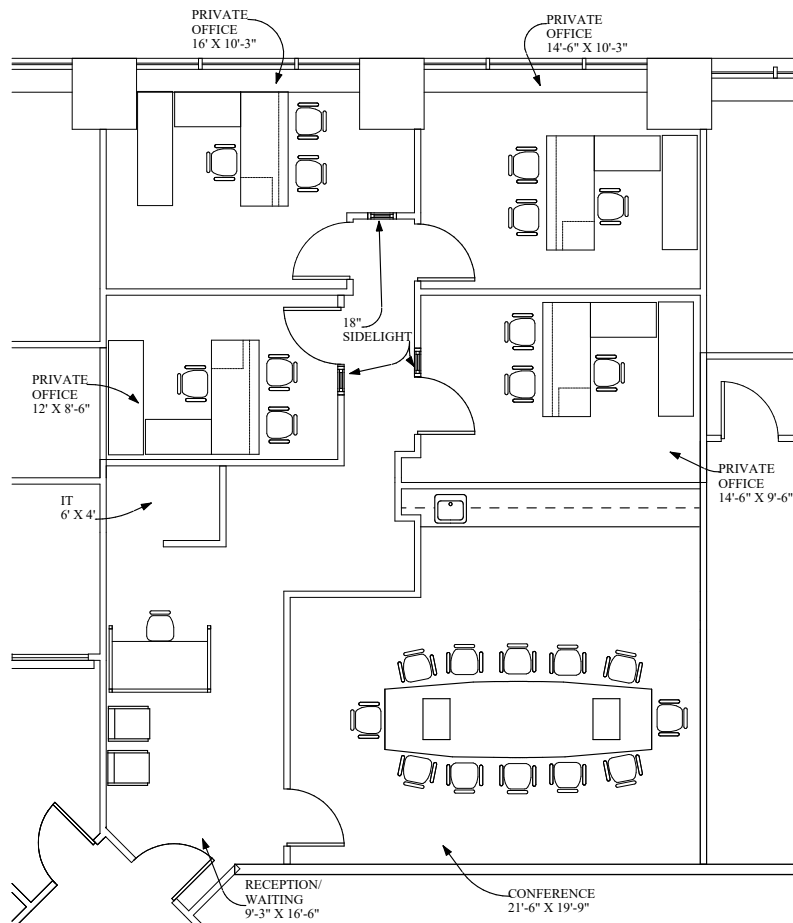 PRIVATE
OFFICE
16' X 10'-3"
PRIVATE
OFFICE
14'-6" X 10'-3"
18"
SIDELIGHT
PRIVATE
OFFICE
12' X 8'-6"
PRIVATE
OFFICE
14'-6" X 9'-6"
IT
6' X 4'
RECEPTION/
WAITING
9'-3" X 16'-6"
CONFERENCE
21'-6" X 19'-9"